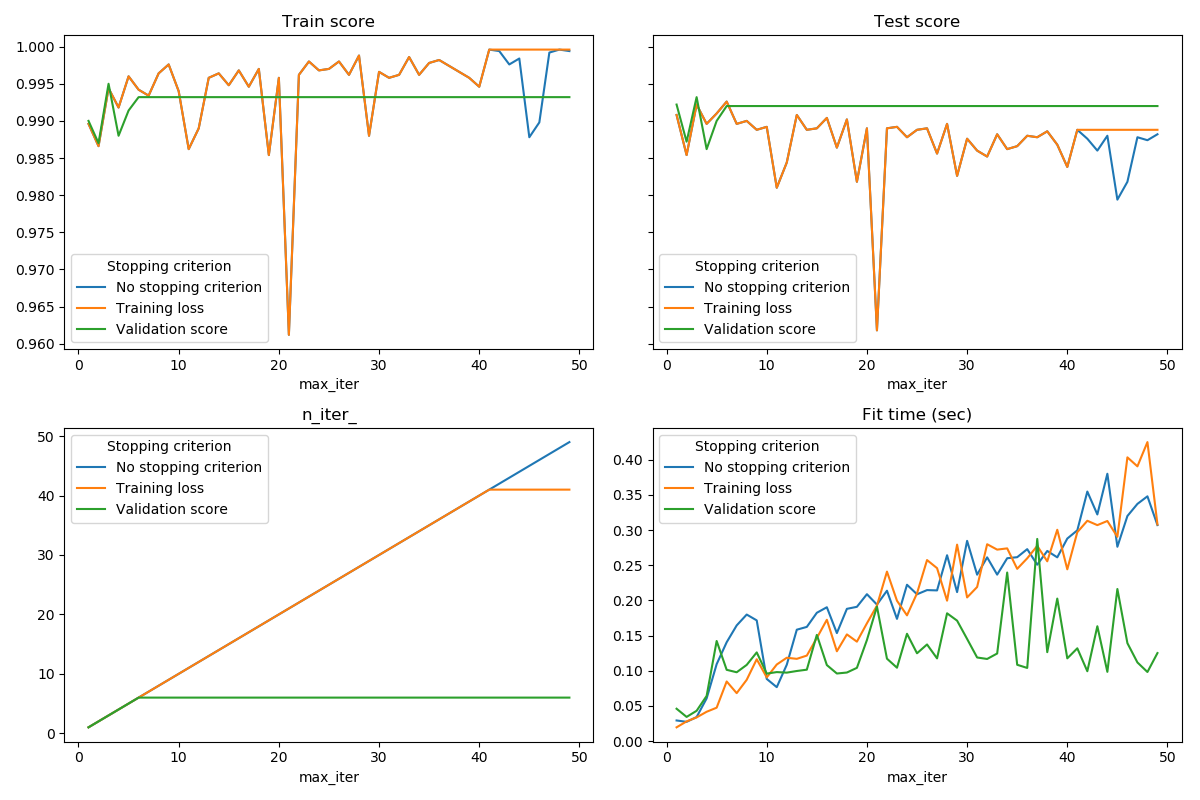 Train score
1.000
0.995
0.990
0.985
0.980
0.975
0.970
0.965
0.960
Stopping criterion
No stopping criterion
Training loss
Validation score
0 10 20 30 40 50
max_iter
Test score
Stopping criterion
No stopping criterion
Training loss
Validation score
0 10 20 30 40 50
max_iter
n_iter_
50
40
30
20
10
0
Stopping criterion
No stopping criterion
Training loss
Validation score
0 10 20 30 40 50
max_iter
Fit time (sec)
0.40
0.35
0.30
0.25
0.20
0.15
0.10
0.05
0.00
Stopping criterion
No stopping criterion
Training loss
Validation score
0 10 20 30 40 50
max_iter